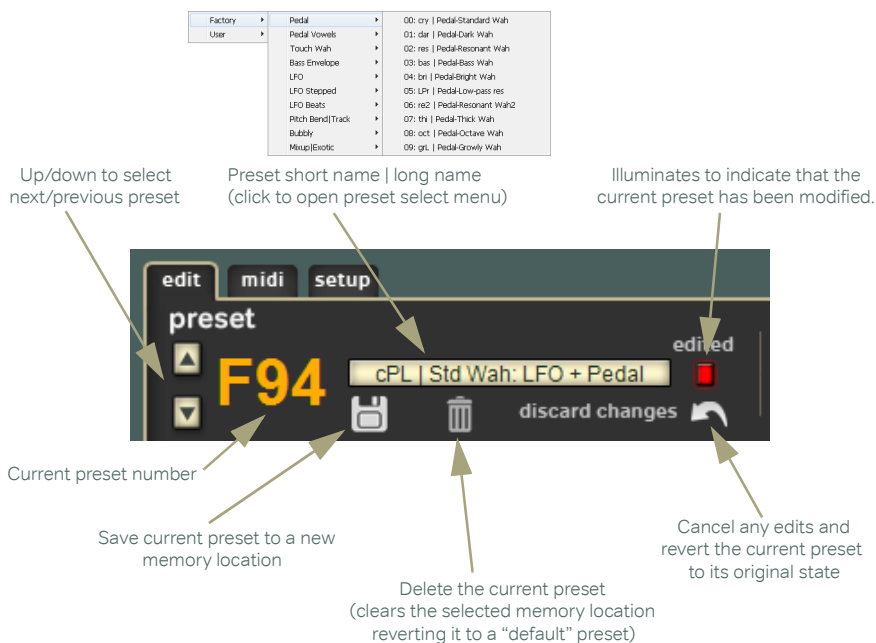 Factory
User
Pedal
Pedal Vowels
Touch Wah
Bass Envelope
LFO
LFO Stepped
LFO Beats
Pitch Bend|Track
Bubbly
Mixup|Exotic
00: cry | Pedal-Standard Wah
01: dar | Pedal-Dark Wah
02: res | Pedal-Resonant Wah
03: bas | Pedal-Bass Wah
04: bri | Pedal-Bright Wah
05: LPr | Pedal-Low-pass res
06: re2 | Pedal-Resonant Wah2
07: thi | Pedal-Thick Wah
08: oct | Pedal-Octave Wah
09: grL | Pedal-Growly Wah
Up/down to select
next/previous preset
Preset short name | long name
(click to open preset select menu)
Illuminates to indicate that the
current preset has been modified.
edit midi setup
preset
edited
F94
cPL | Std Wah: LFO + Pedal
discard changes
Current preset number
Save current preset to a new
memory location
Delete the current preset
(clears the selected memory location
reverting it to a “default” preset)
Cancel any edits and
revert the current preset
to its original state